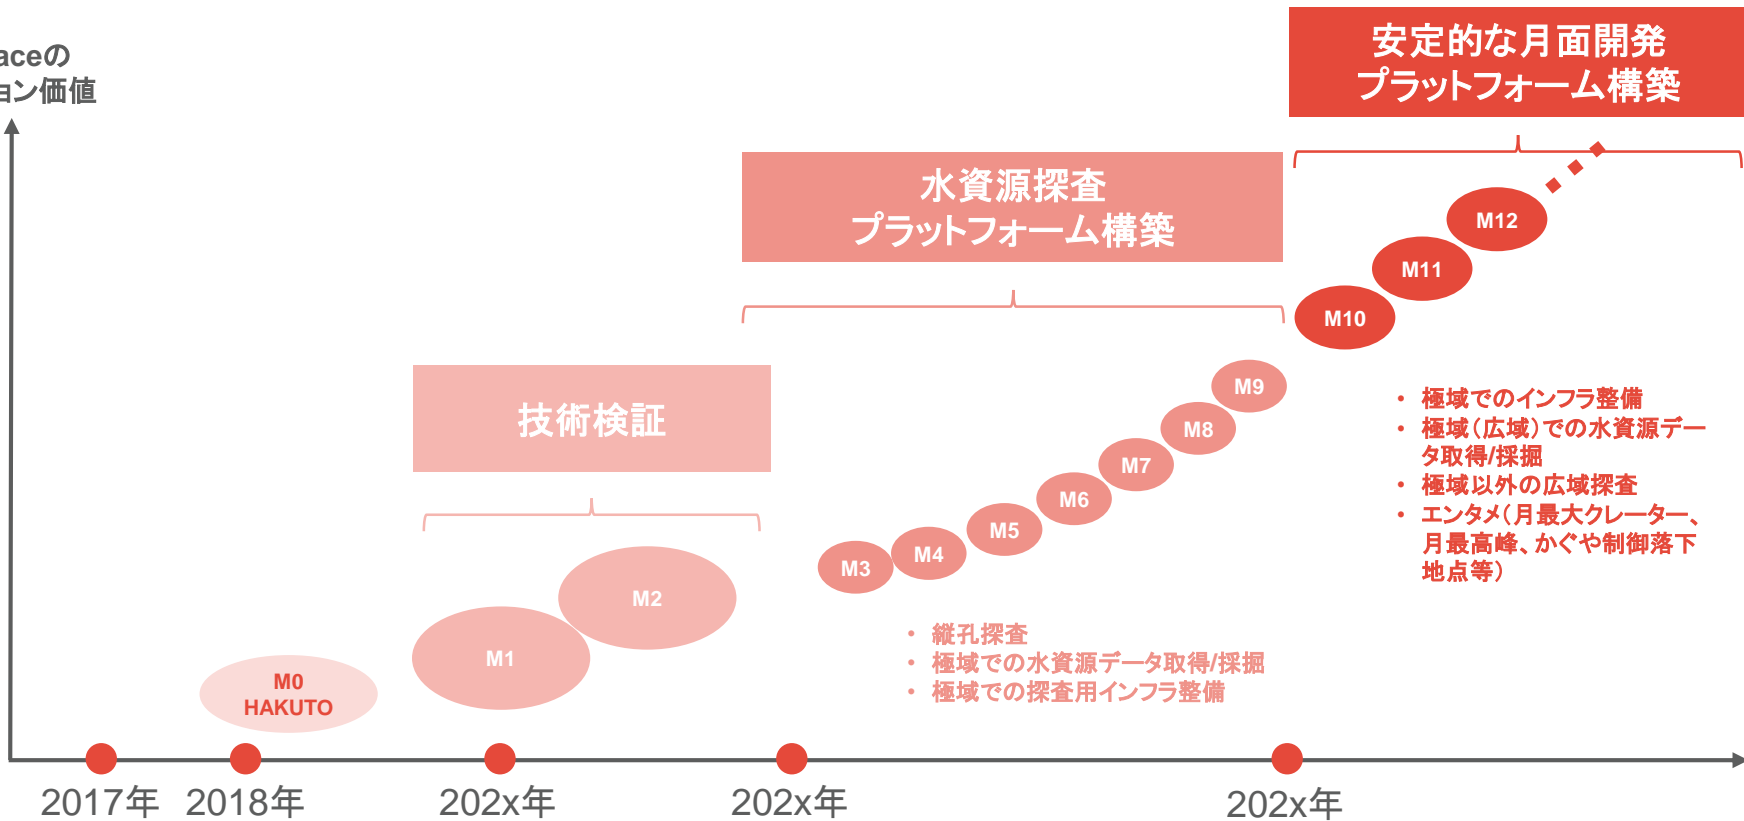 aceの
ョン価値
安定的な月面開発
プラットフォーム構築
水資源探査
プラットフォーム構築
技術検証
M12
M11
M10
M9
M8
M7
M6
M5
M4
M3
M2
M1
M0
HAKUTO
・ 極域でのインフラ整備
・ 極域(広域)での水資源デー
タ取得/採掘
・ 極域以外の広域探査
・ エンタメ(月最大クレーター、
月最高峰、かぐや制御落下
地点等)
・ 縦孔探査
・ 極域での水資源データ取得/採掘
・ 極域での探査用インフラ整備
2017年 2018年 202x年 202x年 202x年